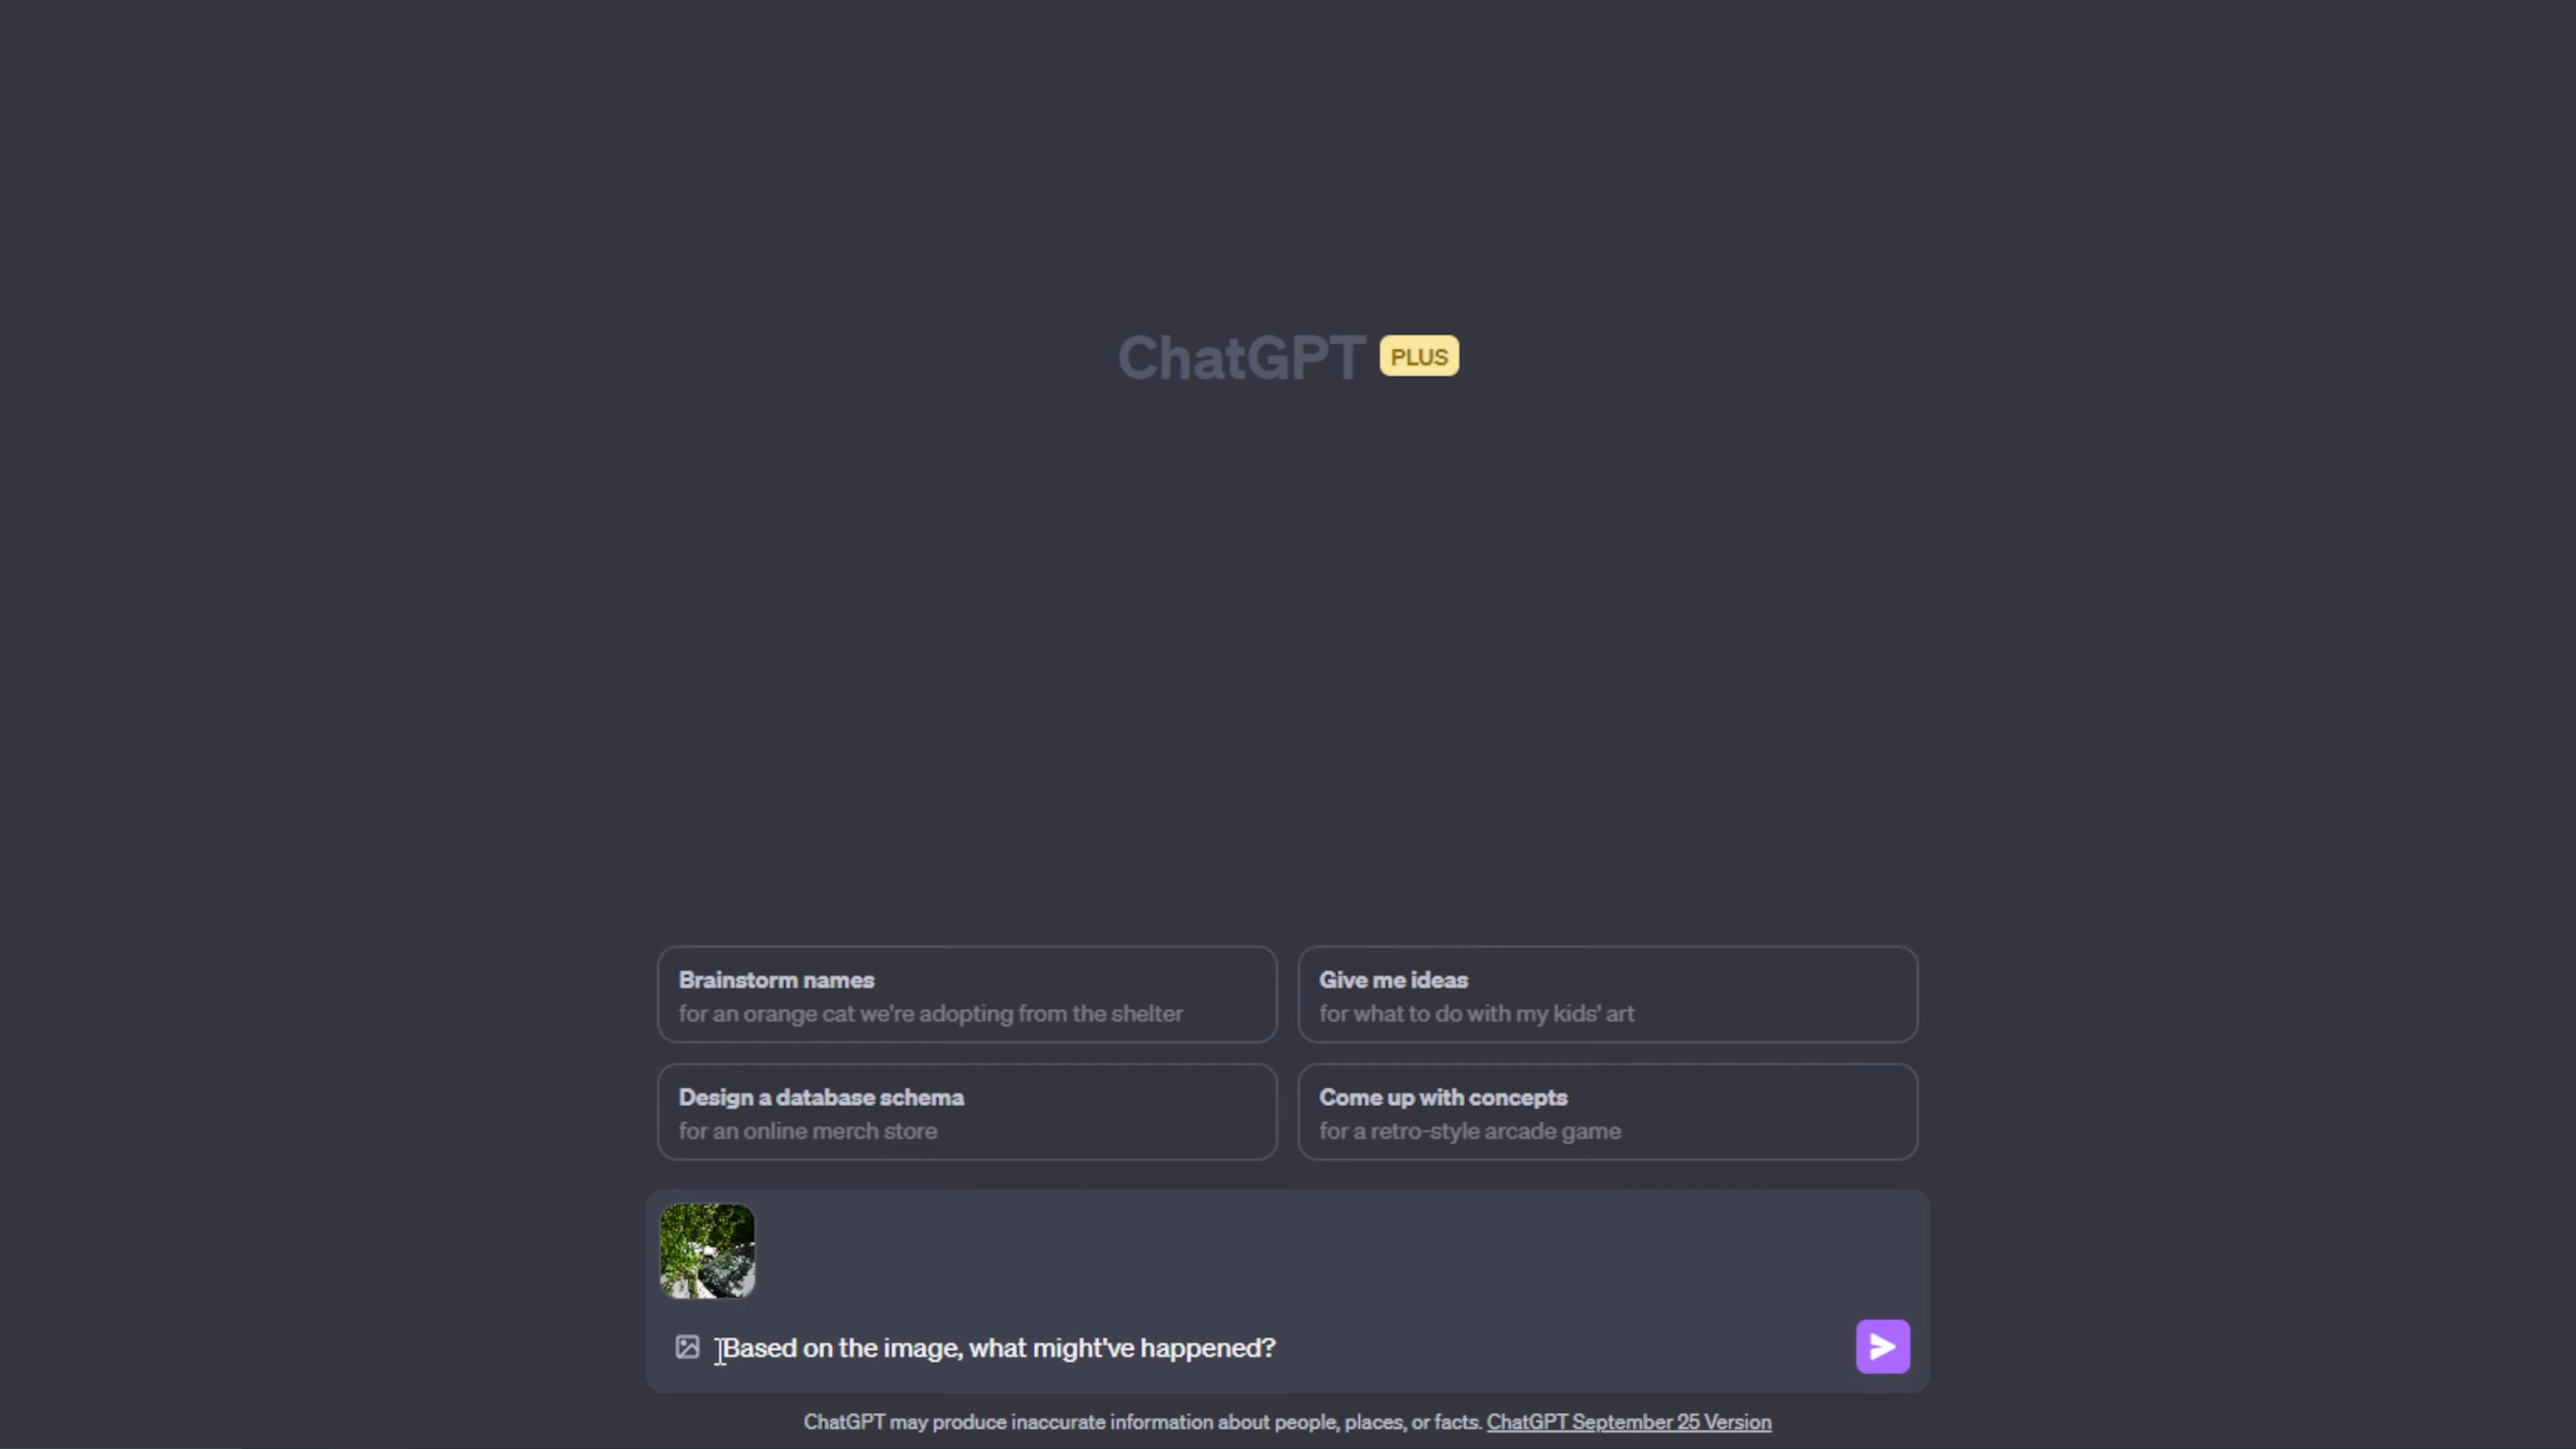 ChatGPT PLUS
Brainstorm names
for an orange cat we're adopting from the shelter
Give me ideas
for what to do with my kids' art
Design a database schema
for an online merch store
Come up with concepts
for a retro-style arcade game
Based on the image, what might've happened?
ChatGPT may produce inaccurate information about people, places, or facts. ChatGPT September 25 Version